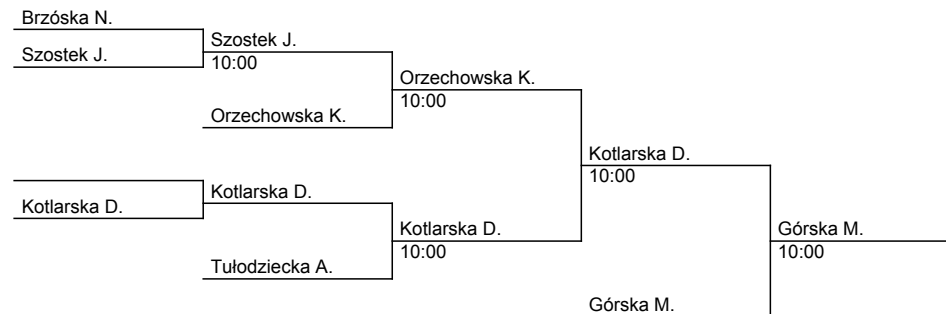 Brzóska N.
Szostek J.
Szostek J.
10:00
Orzechowska K.
10:00
Orzechowska K.
Kotlarska D.
10:00
Kotlarska D.
Kotlarska D.
Kotlarska D.
10:00
Górska M.
10:00
Tułodziecka A.
Górska M.